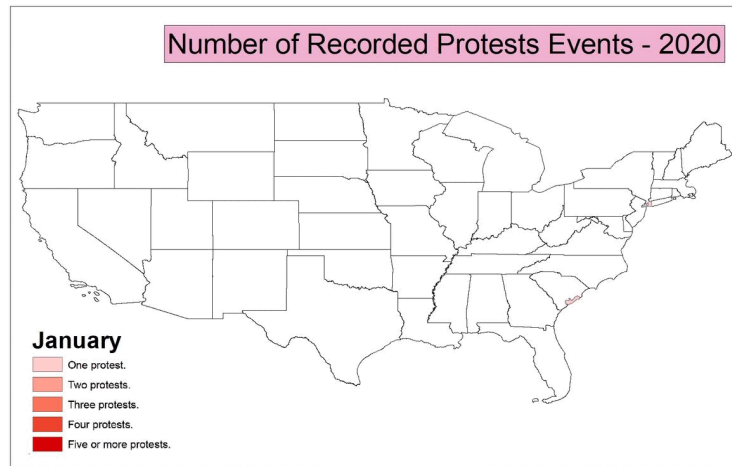 Number of Recorded Protests Events - 2020
January
One protest.
Two protests.
Three protests.
Four protests.
Five or more protests.